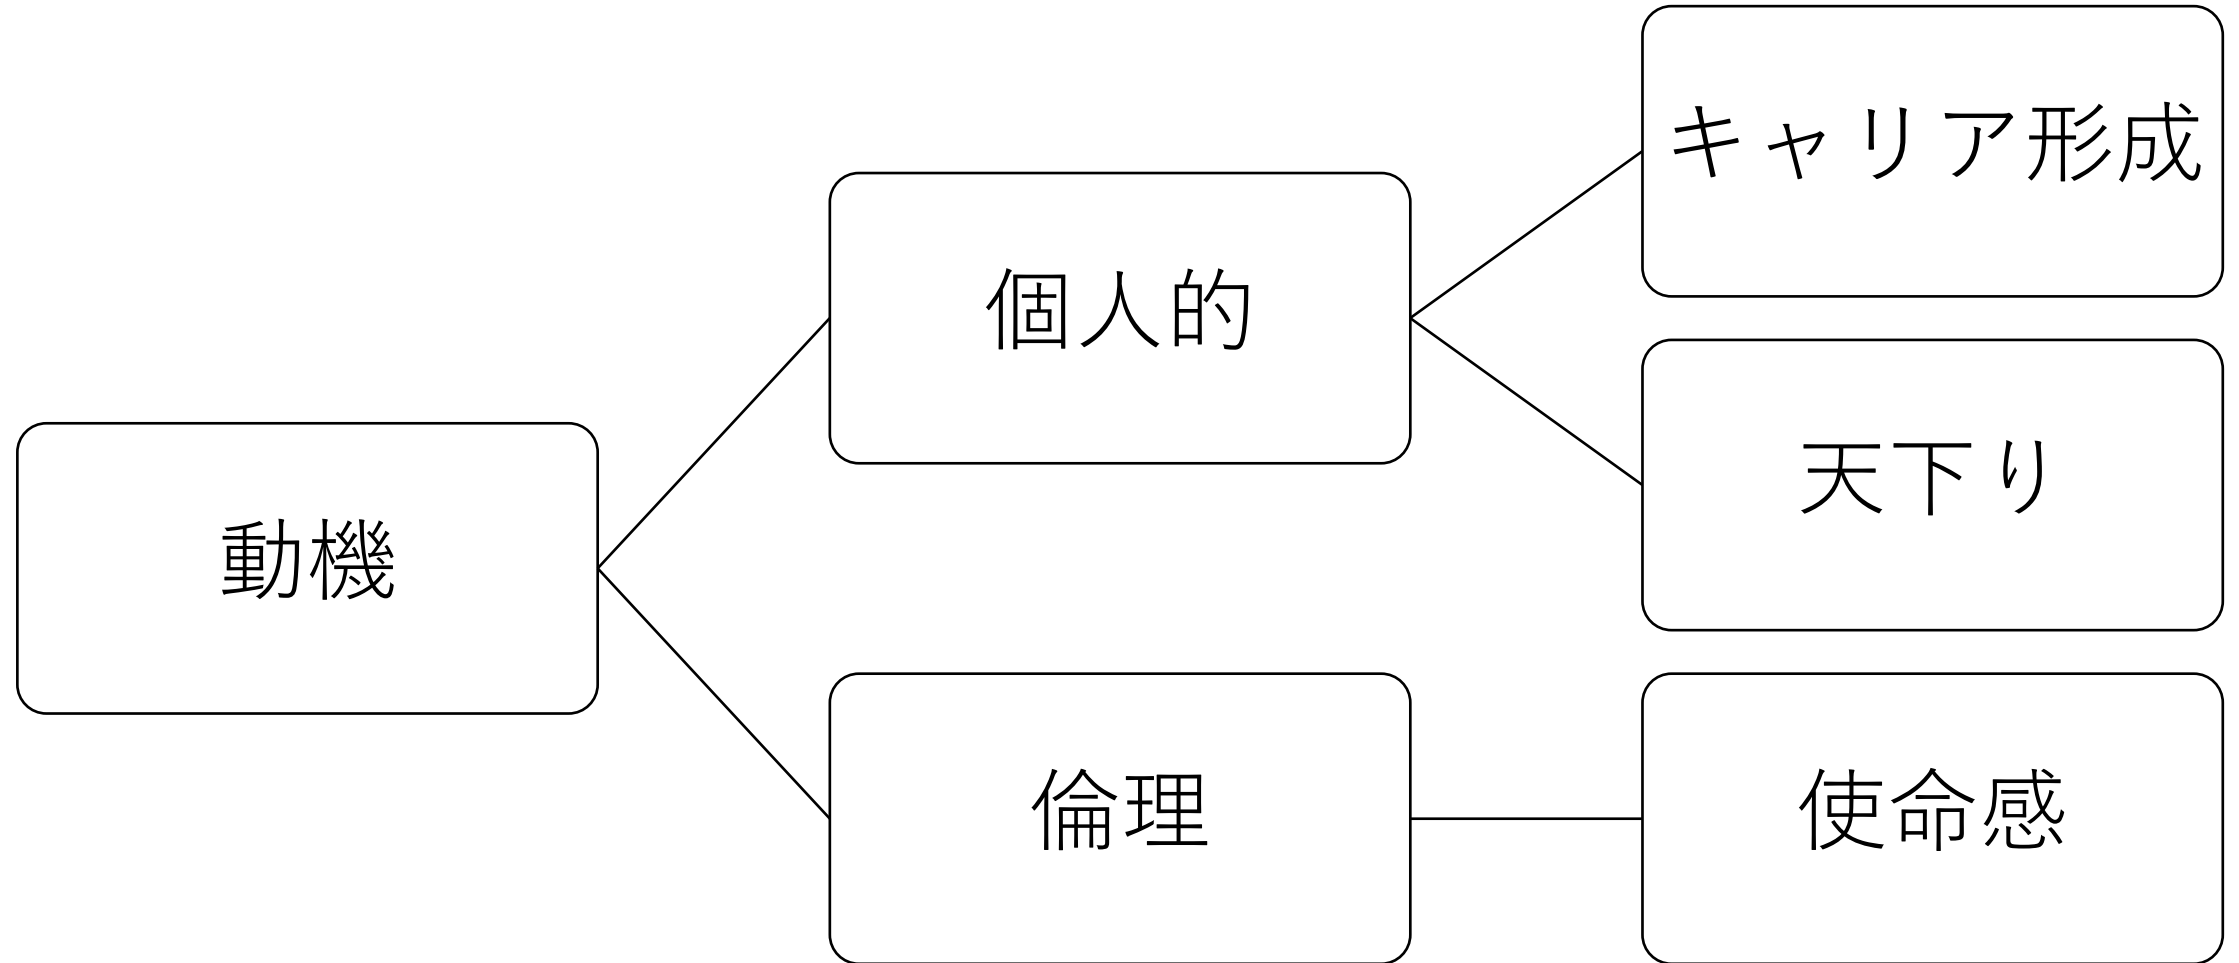 動機
個人的
キャリア形成
天下り
倫理
使命感